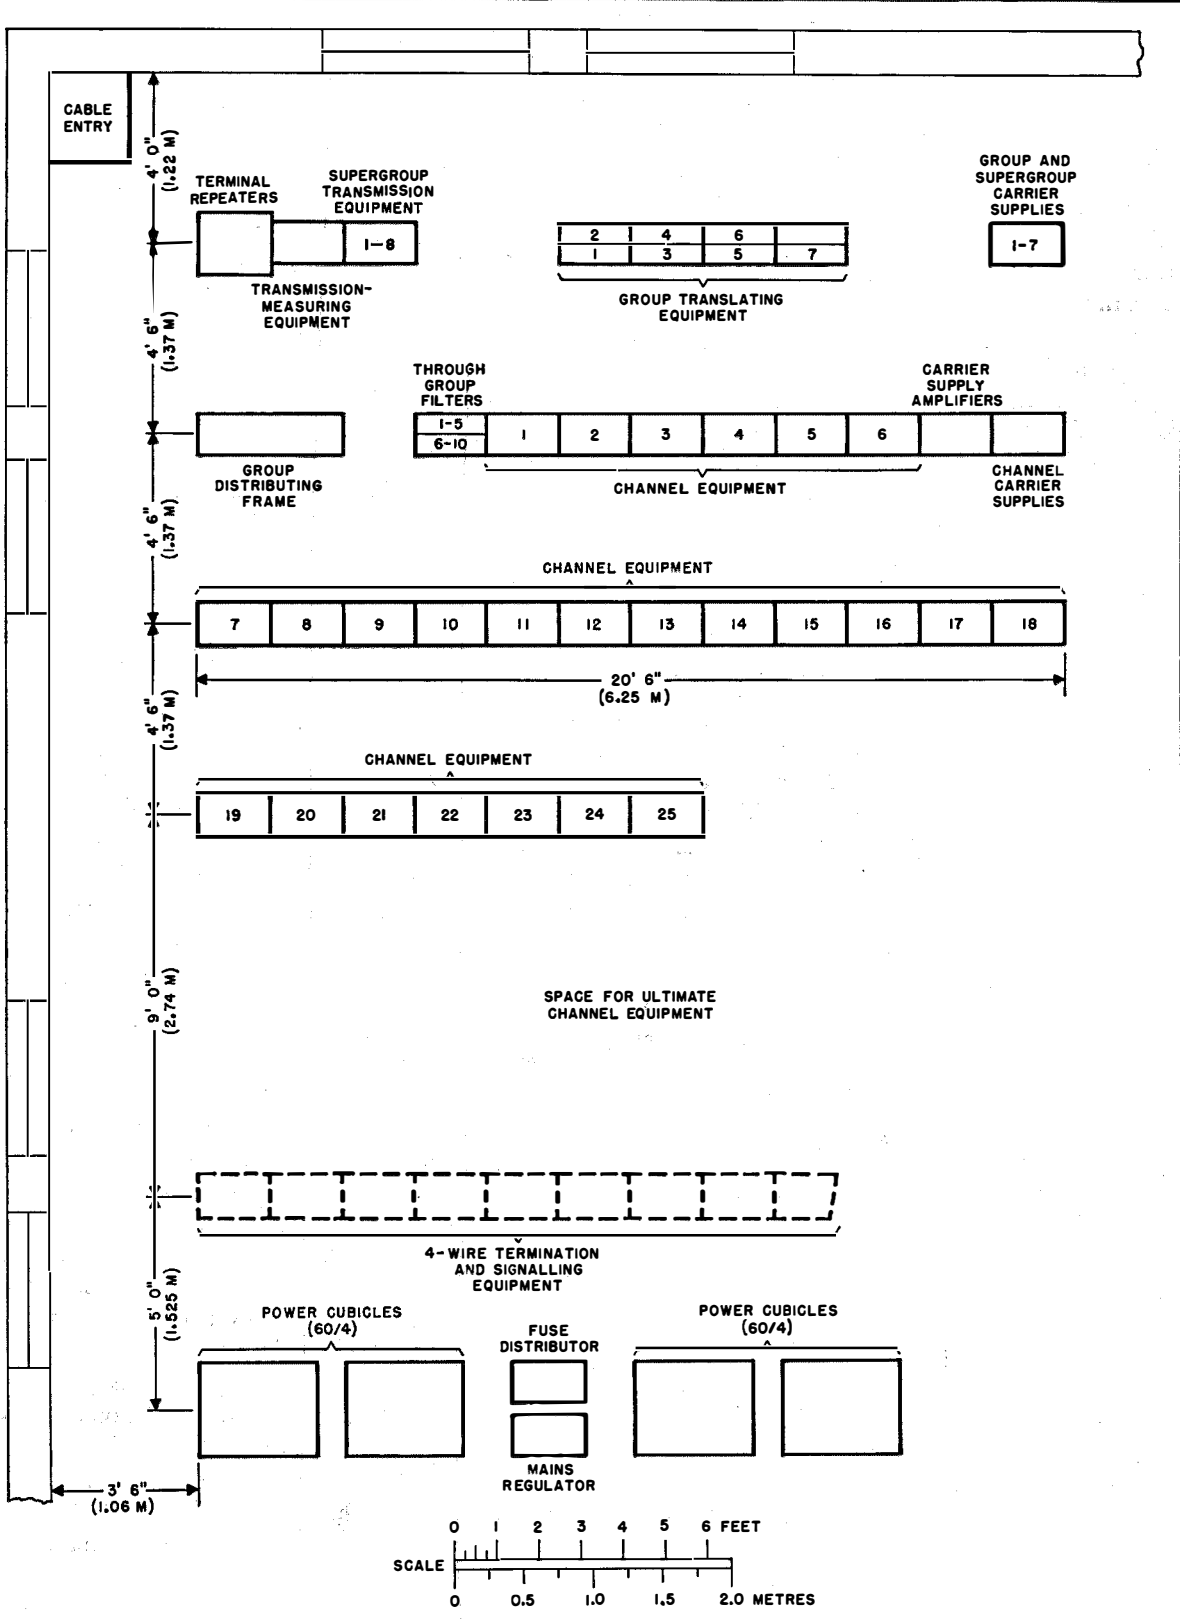 CABLE
ENTRY
4' 0"
(1.22 M)
TERMINAL
REPEATERS
SUPERGROUP
TRANSMISSION
EQUIPMENT
1-8
TRANSMISSION-
MEASURING
EQUIPMENT
2 4 6
1 3 5 7
GROUP TRANSLATING
EQUIPMENT
GROUP AND
SUPERGROUP
CARRIER
SUPPLIES
1-7
4' 6"
(1.37 M)
GROUP
DISTRIBUTING
FRAME
THROUGH
GROUP
FILTERS
1-5
6-10
1 2 3 4 5 6
CHANNEL EQUIPMENT
CARRIER
SUPPLY
AMPLIFIERS
CHANNEL
CARRIER
SUPPLIES
4' 6"
(1.37 M)
CHANNEL EQUIPMENT
7 8 9 10 11 12 13 14 15 16 17 18
20' 6"
(6.25 M)
4' 6"
(1.37 M)
CHANNEL EQUIPMENT
19 20 21 22 23 24 25
9' 0"
(2.74 M)
SPACE FOR ULTIMATE
CHANNEL EQUIPMENT
4-WIRE TERMINATION
AND SIGNALLING
EQUIPMENT
5' 0"
(1.525 M)
POWER CUBICLES
(60/4)
FUSE
DISTRIBUTOR
POWER CUBICLES
(60/4)
MAINS
REGULATOR
3' 6"
(1.06 M)
0 1 2 3 4 5 6 FEET
SCALE
0 0.5 1.0 1.5 2.0 METRES